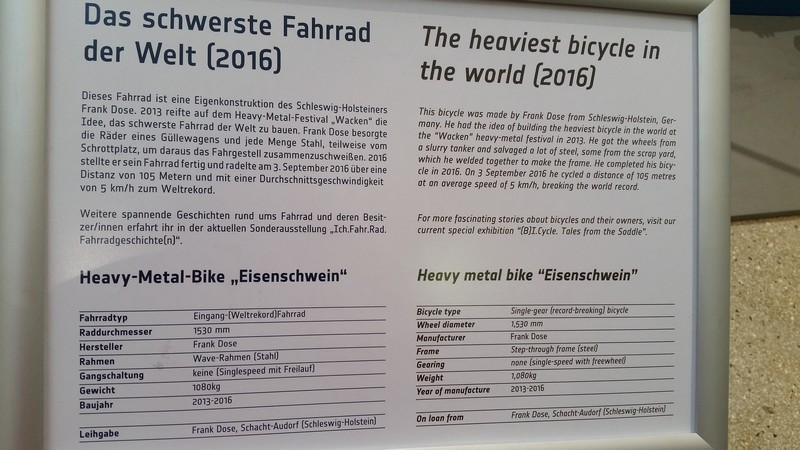 Das schwerste Fahrrad
der Welt (2016)
Dieses Fahrrad ist eine Eigenkonstruktion des Schleswig-Holsteiners
Frank Dose. 2013 reifte auf dem Heavy-Metal-Festival „Wacken“ die
Idee, das schwerste Fahrrad der Welt zu bauen. Frank Dose besorgte
die Räder eines Güllewagens und jede Menge Stahl, teilweise vom
Schrottplatz, um daraus das Fahrgestell zusammenzuschweißen. 2016
stellte er sein Fahrrad fertig und radelte am 3. September 2016 über eine
Distanz von 105 Metern und mit einer Durchschnittsgeschwindigkeit
von 5 km/h zum Weltrekord.
Weitere spannende Geschichten rund ums Fahrrad und deren Besit-
zer/innen erfahrt ihr in der aktuellen Sonderausstellung „Ich.Fahr.Rad.
Fahrradgeschichte(n)“.
Heavy-Metal-Bike „Eisenschwein“
Fahrradtyp Eingang-(Weltrekord)Fahrrad
Raddurchmesser 1530 mm
Hersteller Frank Dose
Rahmen Wave-Rahmen (Stahl)
Gangschaltung keine (Singlespeed mit Freilauf)
Gewicht 1080kg
Baujahr 2013-2016
Leihgabe Frank Dose, Schacht-Audorf (Schleswig-Holstein)
The heaviest bicycle in
the world (2016)
This bicycle was made by Frank Dose from Schleswig-Holstein, Ger-
many. He had the idea of building the heaviest bicycle in the world at
the "Wacken" heavy-metal festival in 2013. He got the wheels from
a slurry tanker and salvaged a lot of steel, some from the scrap yard,
which he welded together to make the frame. He completed his bicy-
cle in 2016. On 3 September 2016 he cycled a distance of 105 metres
at an average speed of 5 km/h, breaking the world record.
For more fascinating stories about bicycles and their owners, visit our
current special exhibition "(B)I.Cycle. Tales from the Saddle".
Heavy metal bike "Eisenschwein"
Bicycle type Single-gear (record-breaking) bicycle
Wheel diameter 1,530 mm
Manufacturer Frank Dose
Frame Step-through frame (steel)
Gearing none (single-speed with freewheel)
Weight 1,080kg
Year of manufacture 2013-2016
On loan from Frank Dose, Schacht-Audorf (Schleswig-Holstein)